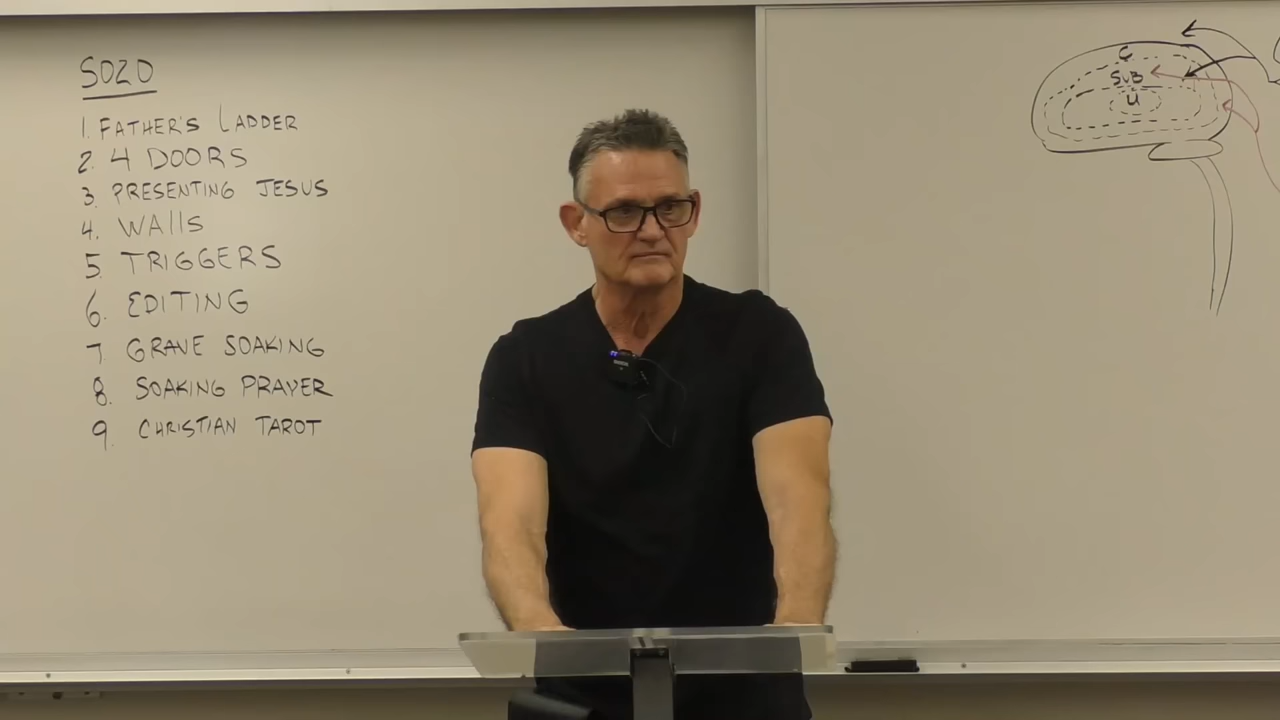 SOZO
1. FATHER'S LADDER
2. 4 DOORS
3. PRESENTING JESUS
4. WALLS
5. TRIGGERS
6. EDITING
7. GRAVE SOAKING
8. SOAKING PRAYER
9. CHRISTIAN TAROT
C
SUB
U